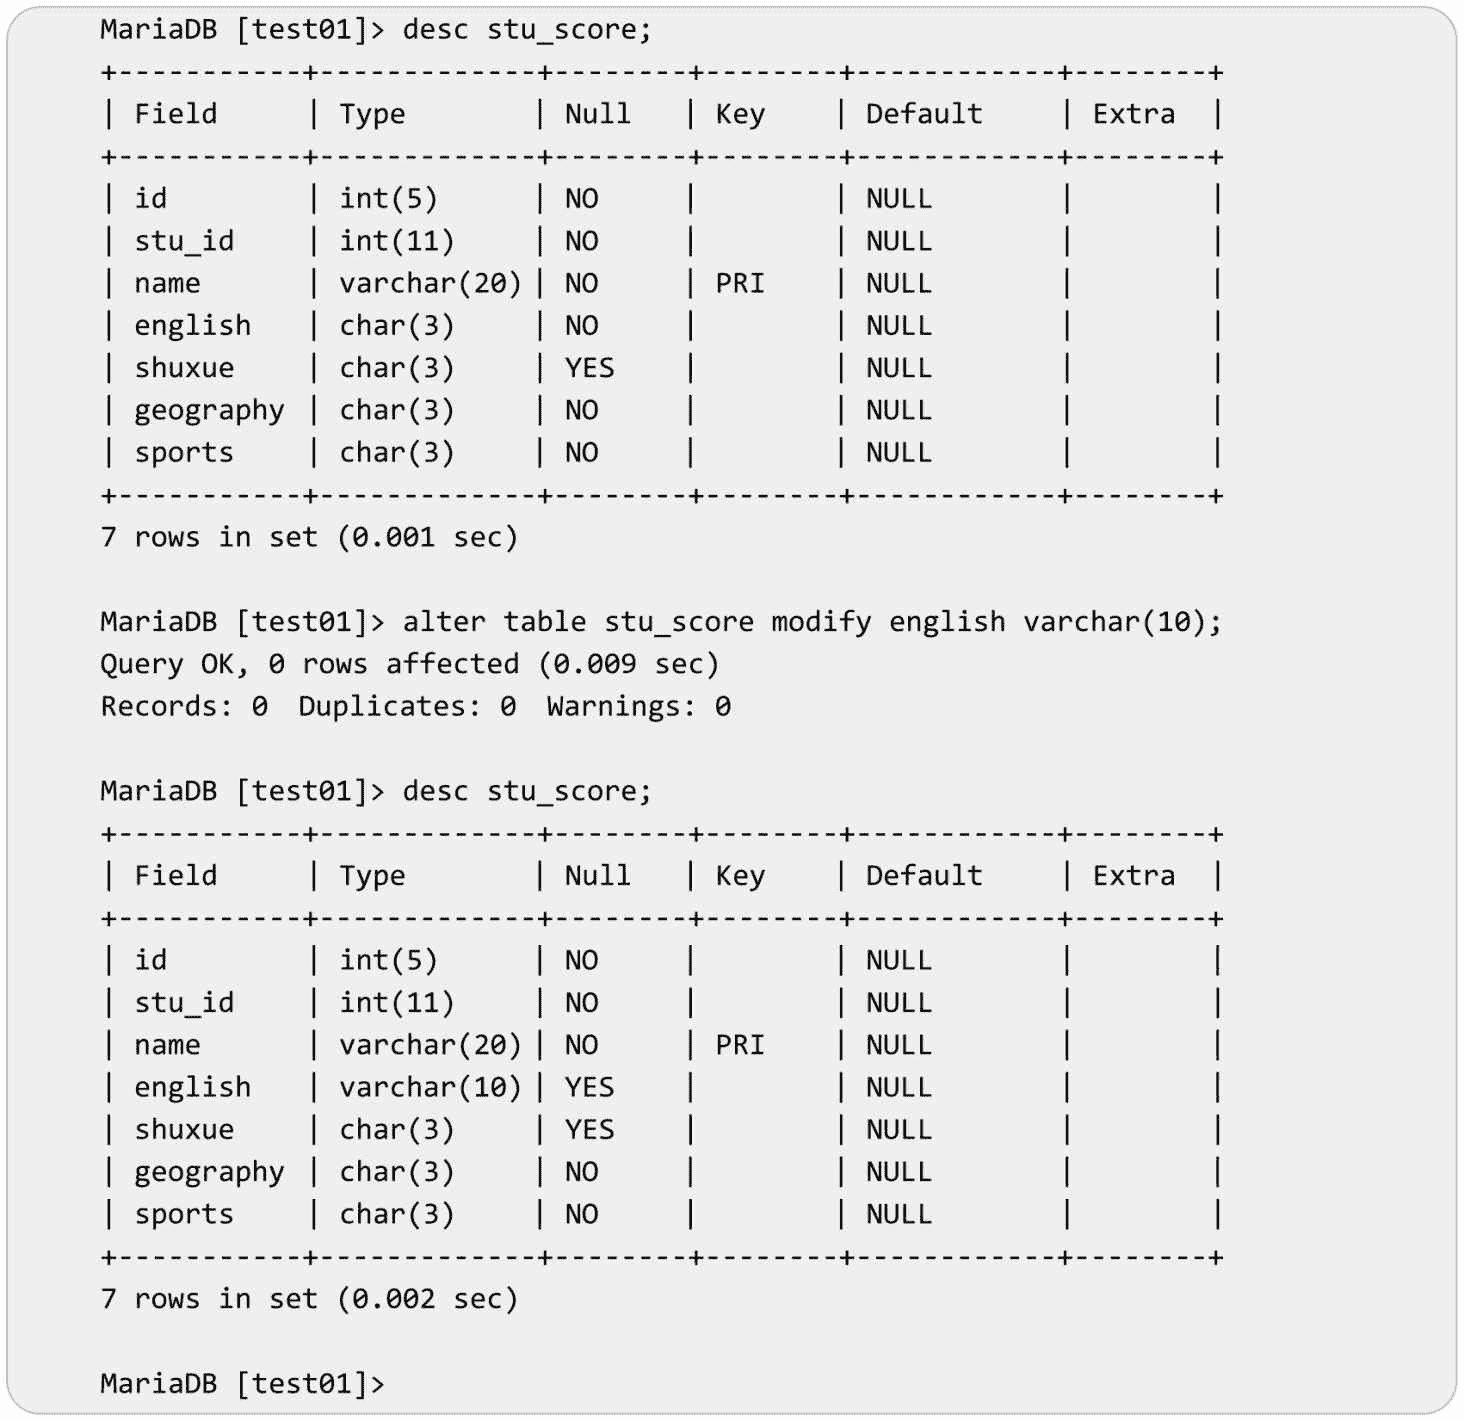 MariaDB [test01]> desc stu_score;
+-----------+-------------+--------+--------+------------+--------+
| Field     | Type        | Null   | Key    | Default    | Extra  |
+-----------+-------------+--------+--------+------------+--------+
| id        | int(5)      | NO     |        | NULL       |        |
| stu_id    | int(11)     | NO     |        | NULL       |        |
| name      | varchar(20) | NO     | PRI    | NULL       |        |
| english   | char(3)     | NO     |        | NULL       |        |
| shuxue    | char(3)     | YES    |        | NULL       |        |
| geography | char(3)     | NO     |        | NULL       |        |
| sports    | char(3)     | NO     |        | NULL       |        |
+-----------+-------------+--------+--------+------------+--------+
7 rows in set (0.001 sec)

MariaDB [test01]> alter table stu_score modify english varchar(10);
Query OK, 0 rows affected (0.009 sec)
Records: 0  Duplicates: 0  Warnings: 0

MariaDB [test01]> desc stu_score;
+-----------+-------------+--------+--------+------------+--------+
| Field     | Type        | Null   | Key    | Default    | Extra  |
+-----------+-------------+--------+--------+------------+--------+
| id        | int(5)      | NO     |        | NULL       |        |
| stu_id    | int(11)     | NO     |        | NULL       |        |
| name      | varchar(20) | NO     | PRI    | NULL       |        |
| english   | varchar(10) | YES    |        | NULL       |        |
| shuxue    | char(3)     | YES    |        | NULL       |        |
| geography | char(3)     | NO     |        | NULL       |        |
| sports    | char(3)     | NO     |        | NULL       |        |
+-----------+-------------+--------+--------+------------+--------+
7 rows in set (0.002 sec)

MariaDB [test01]>